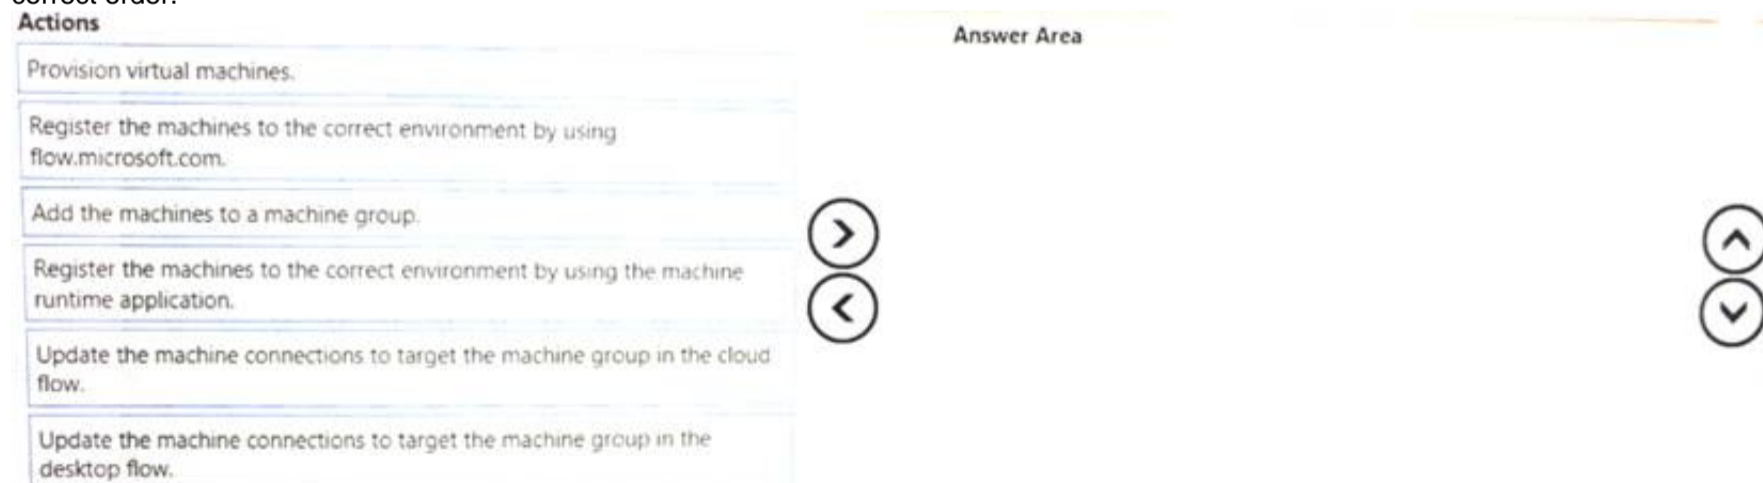 correct order.
Actions
Answer Area
Provision virtual machines.
Register the machines to the correct environment by using
flow.microsoft.com.
Add the machines to a machine group.
Register the machines to the correct environment by using the machine
runtime application.
Update the machine connections to target the machine group in the cloud
flow.
Update the machine connections to target the machine group in the
desktop flow.